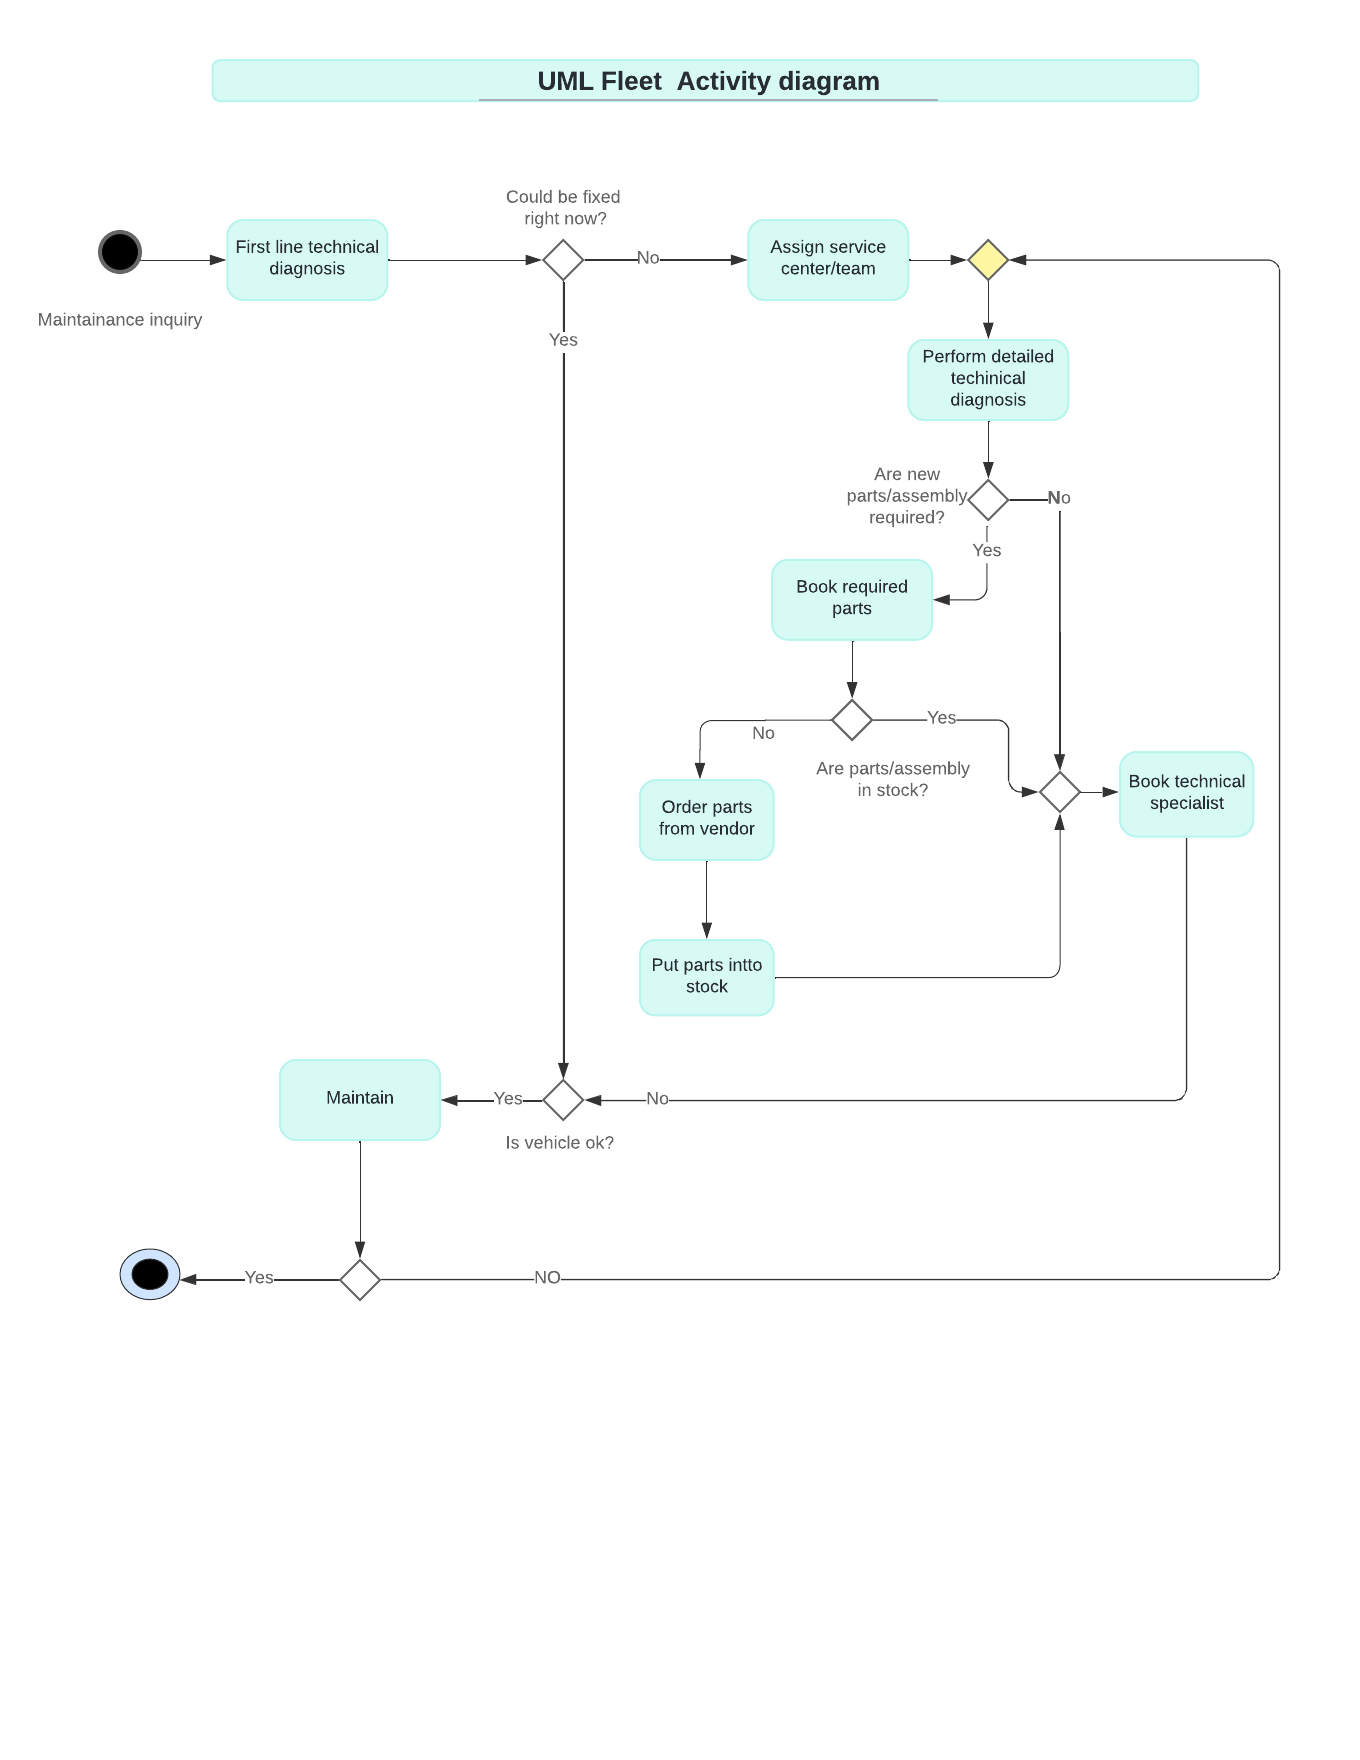 UML Fleet  Activity diagram
Could be fixed
right now?
First line technical
diagnosis
No
Assign service
center/team
Maintainance inquiry
Yes
Perform detailed
techinical
diagnosis
Are new
parts/assembly
required?
No
Yes
Book required
parts
No
Yes
Are parts/assembly
in stock?
Book technical
specialist
Order parts
from vendor
Put parts intto
stock
Maintain
Yes
No
Is vehicle ok?
Yes
NO